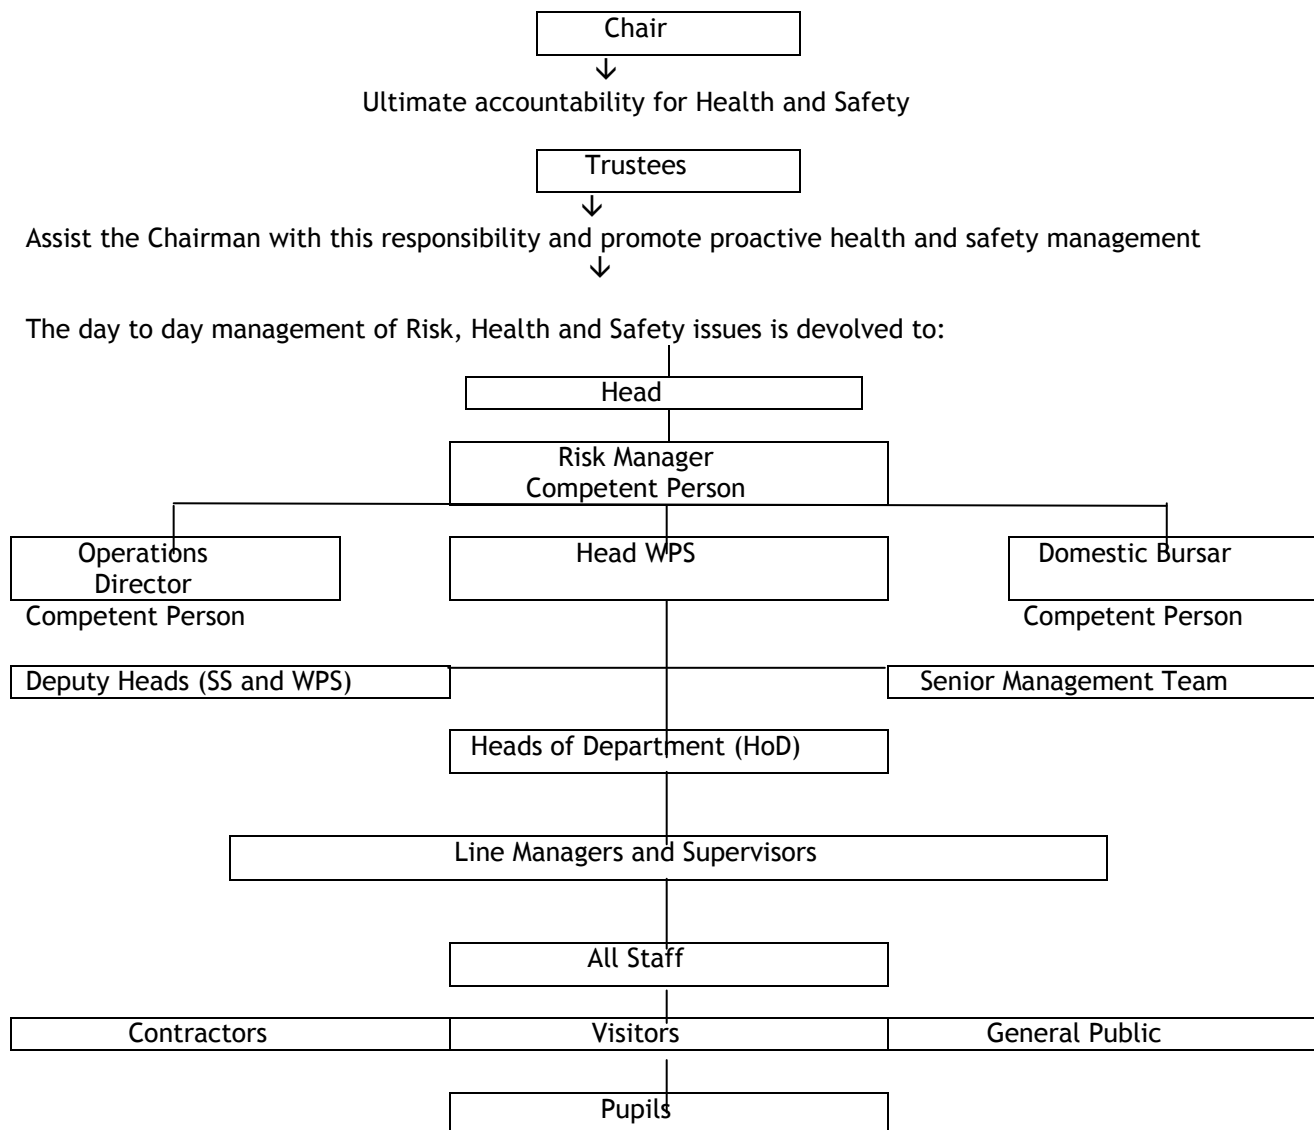 Chair
Ultimate accountability for Health and Safety
Trustees
Assist the Chairman with this responsibility and promote proactive health and safety management
The day to day management of Risk, Health and Safety issues is devolved to:
Head
Risk Manager
Competent Person
Operations
Director
Competent Person
Head WPS
Domestic Bursar
Competent Person
Deputy Heads (SS and WPS)
Senior Management Team
Heads of Department (HoD)
Line Managers and Supervisors
All Staff
Contractors
Visitors
General Public
Pupils